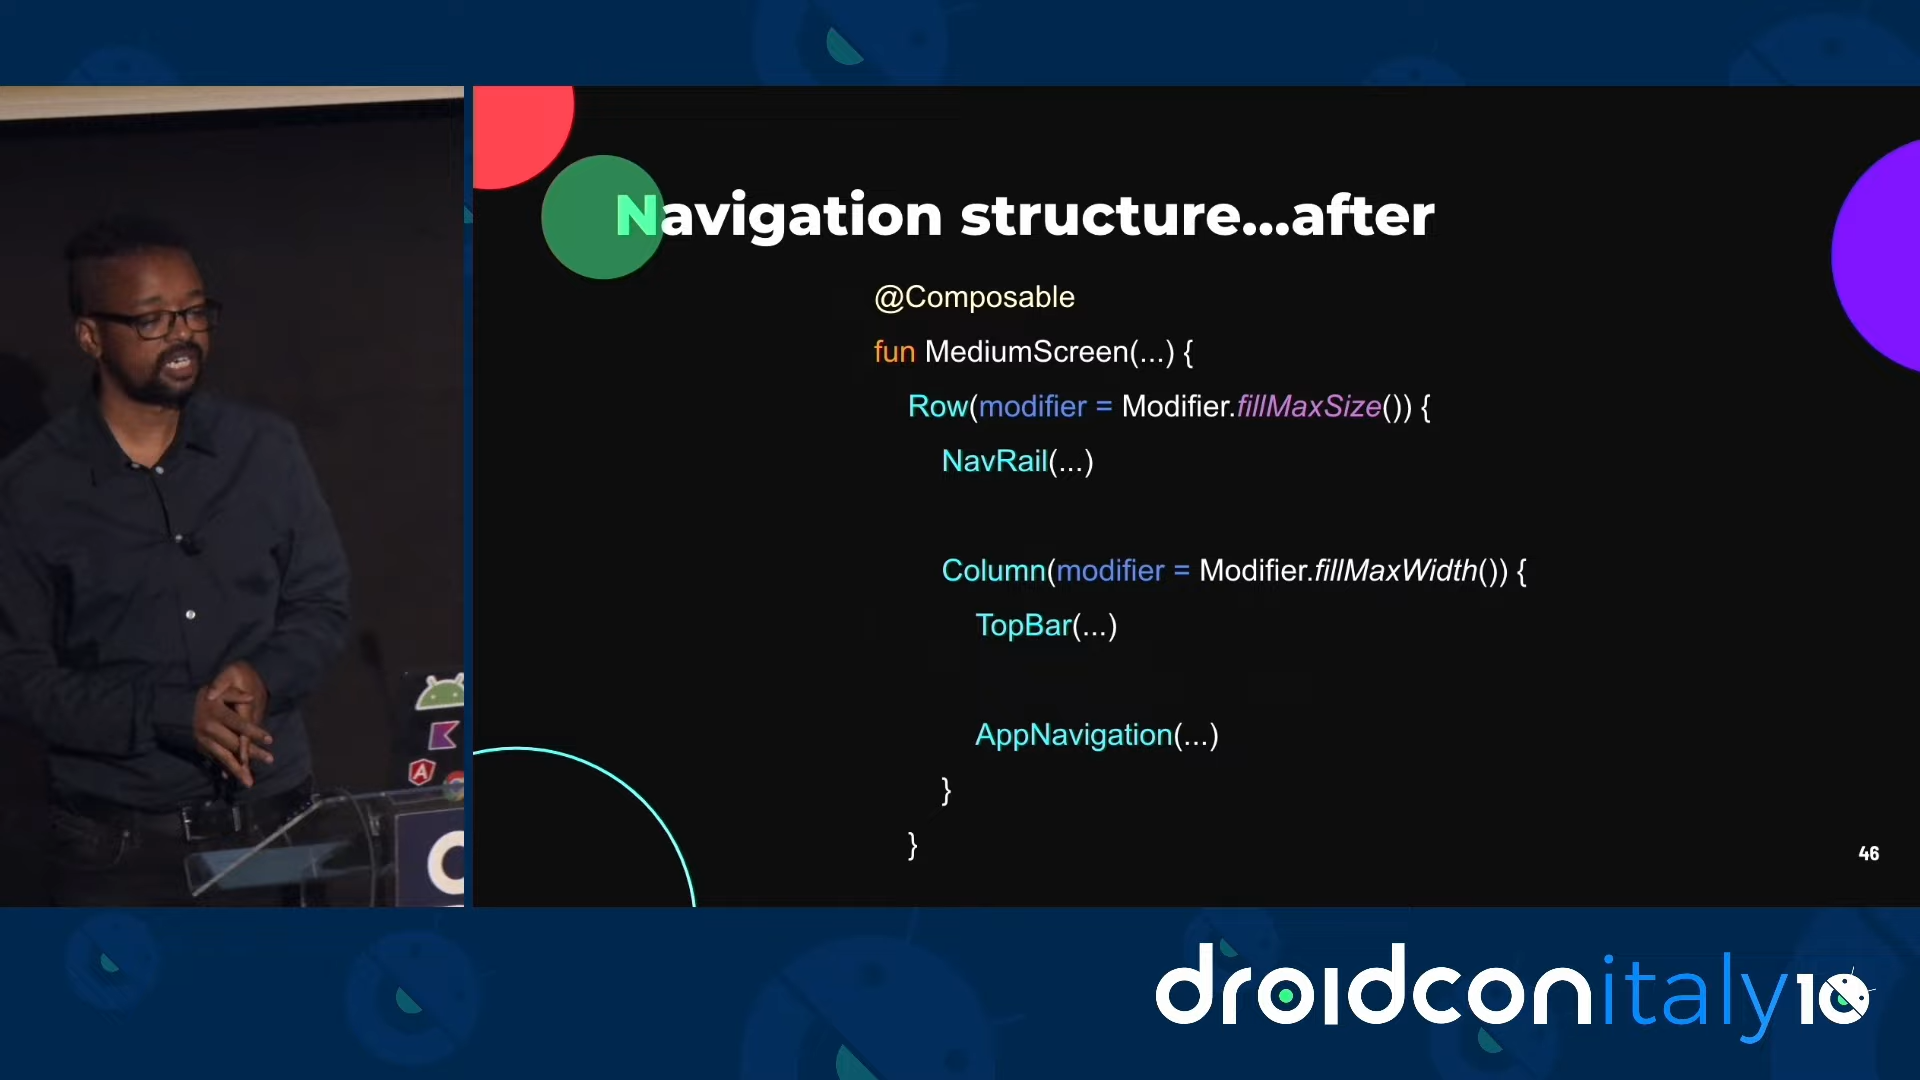 Navigation structure...after
@Composable
fun MediumScreen(...) {
Row(modifier = Modifier.fillMaxSize()) {
NavRail(...)
Column(modifier = Modifier.fillMaxWidth()) {
TopBar(...)
AppNavigation(...)
}
}
46
droidconitaly10